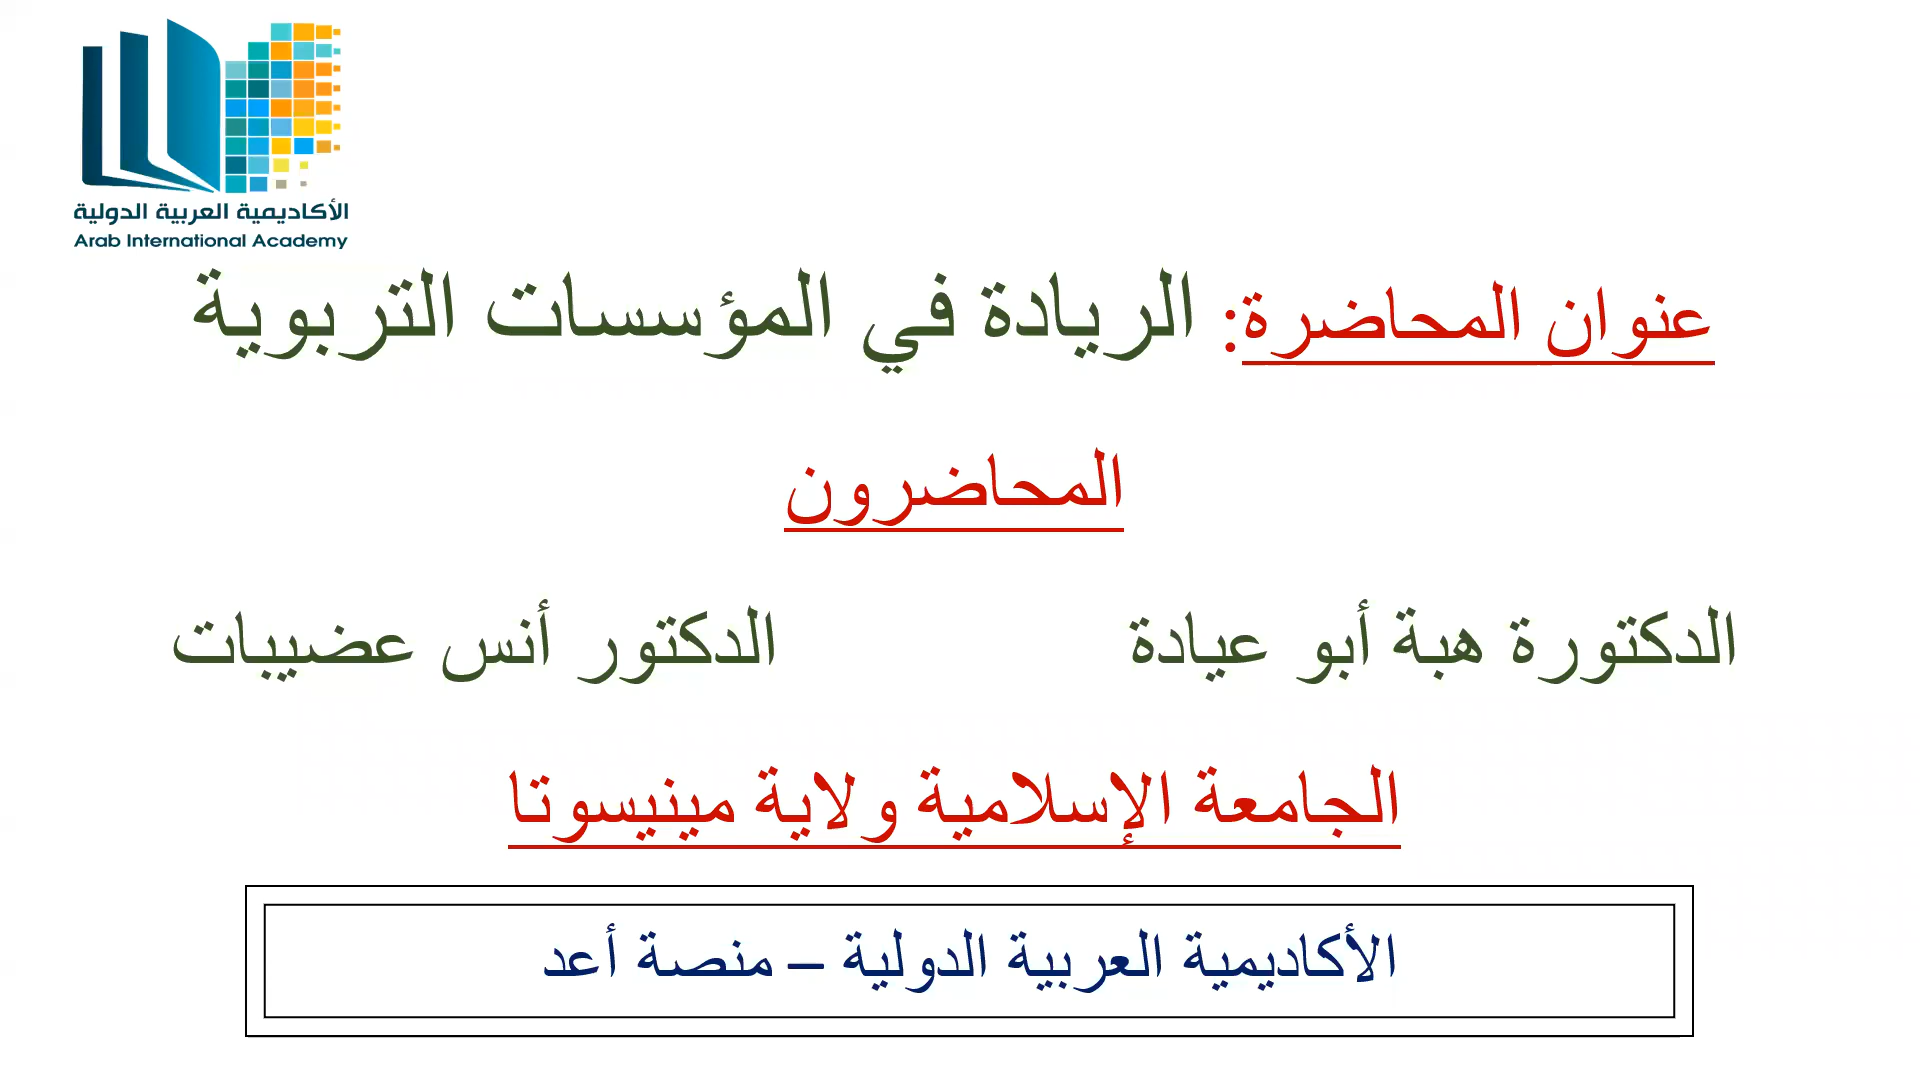 الأكاديمية العربية الدولية
Arab International Academy
عنوان المحاضرة: الريادة في المؤسسات التربوية
المحاضرون
الدكتورة هبة أبو عيادة الدكتور أنس عضيبات
الجامعة الإسلامية ولاية مينيسوتا
الأكاديمية العربية الدولية – منصة أعد